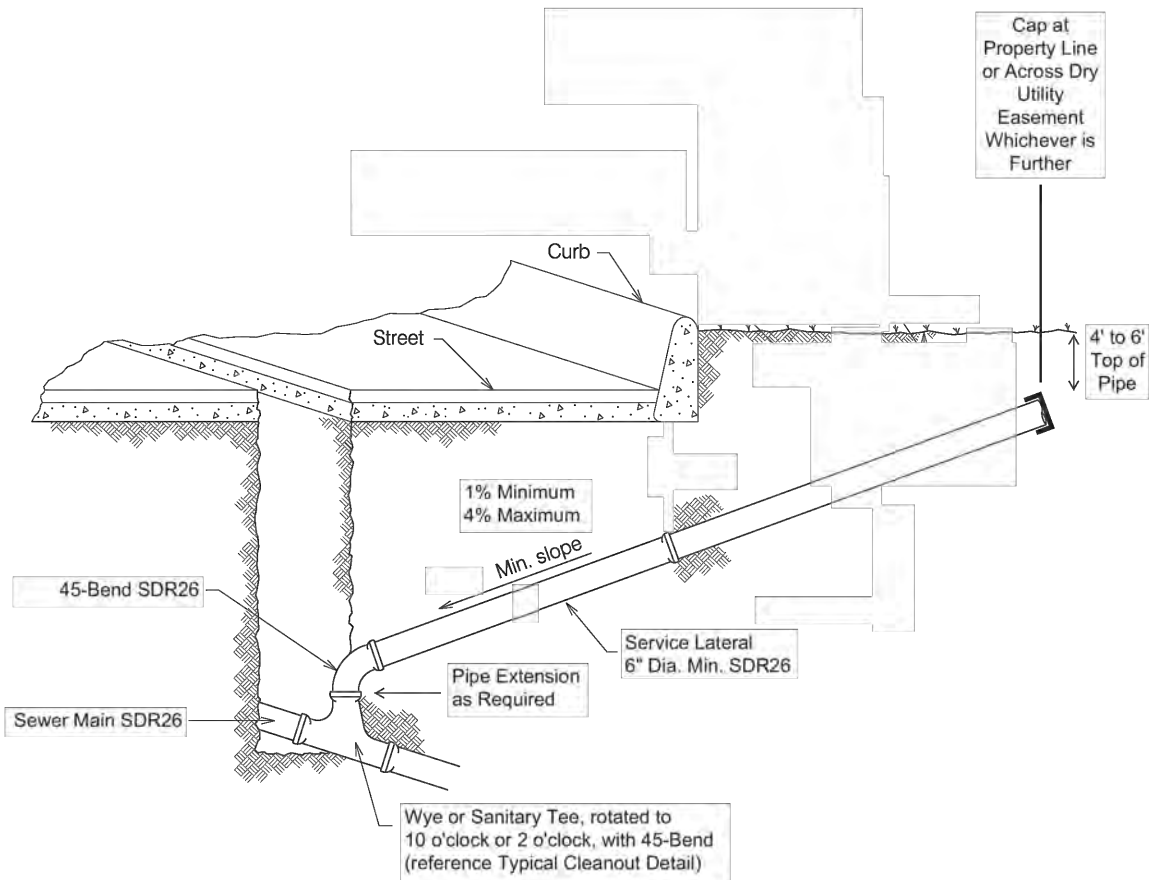 Cap at
Property Line
or Across Dry
Utility
Easement
Whichever is
Further
Curb
Street
4' to 6'
Top of
Pipe
1% Minimum
4% Maximum
Min. slope
45-Bend SDR26
Service Lateral
6" Dia. Min. SDR26
Pipe Extension
as Required
Sewer Main SDR26
Wye or Sanitary Tee, rotated to
10 o'clock or 2 o'clock, with 45-Bend
(reference Typical Cleanout Detail)